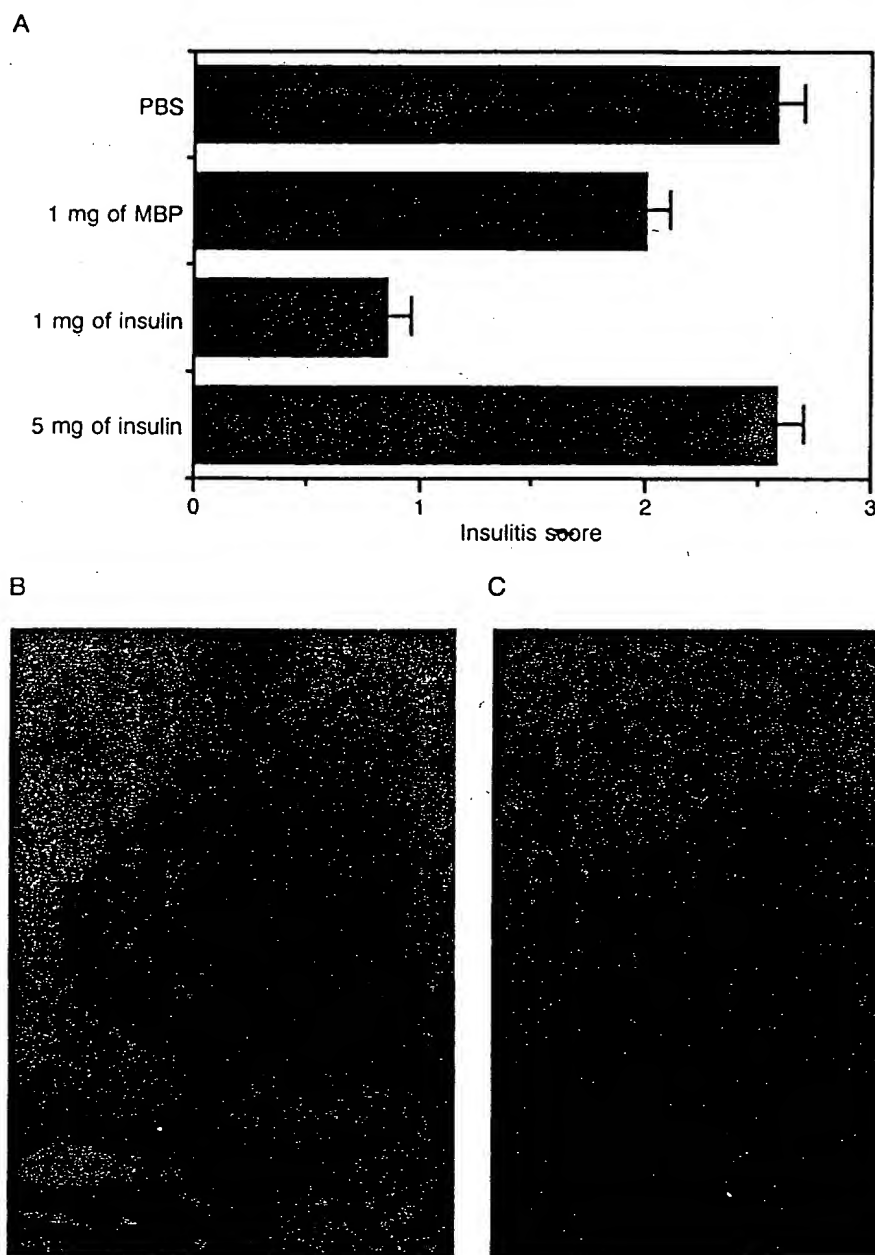 A
PBS
1 mg of MBP
1 mg of insulin
5 mg of insulin
0 1 2 3
Insulitis score
B C